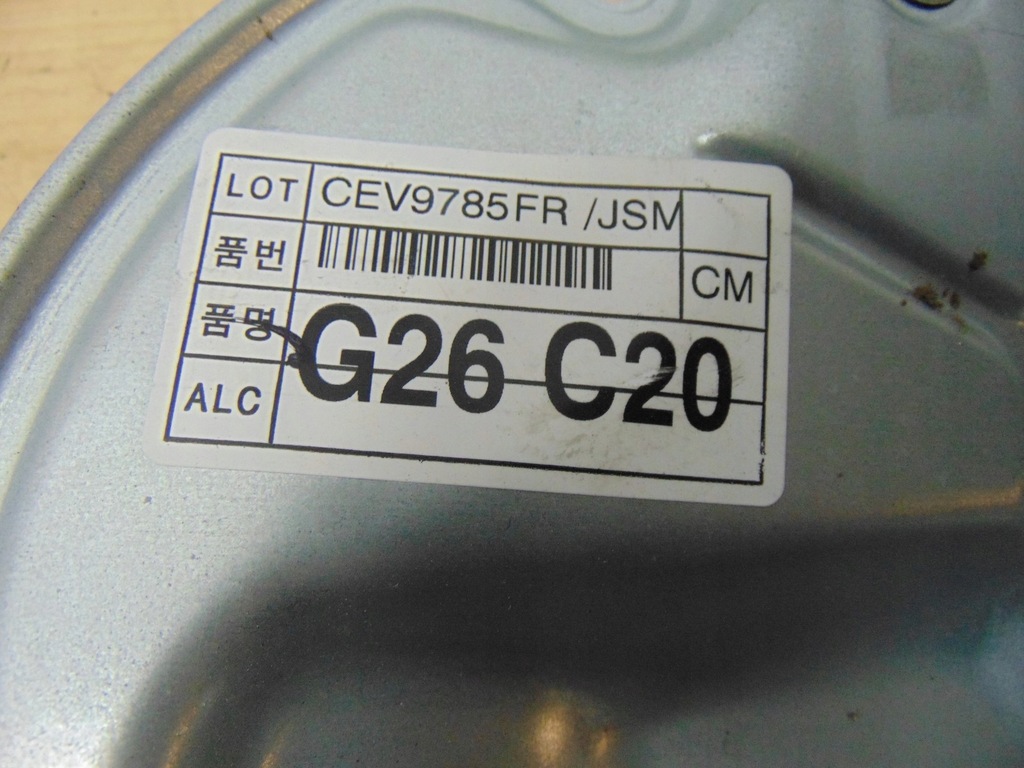 LOT CEV9785FR /JSM
품번 CM
품명 G26 C20
ALC